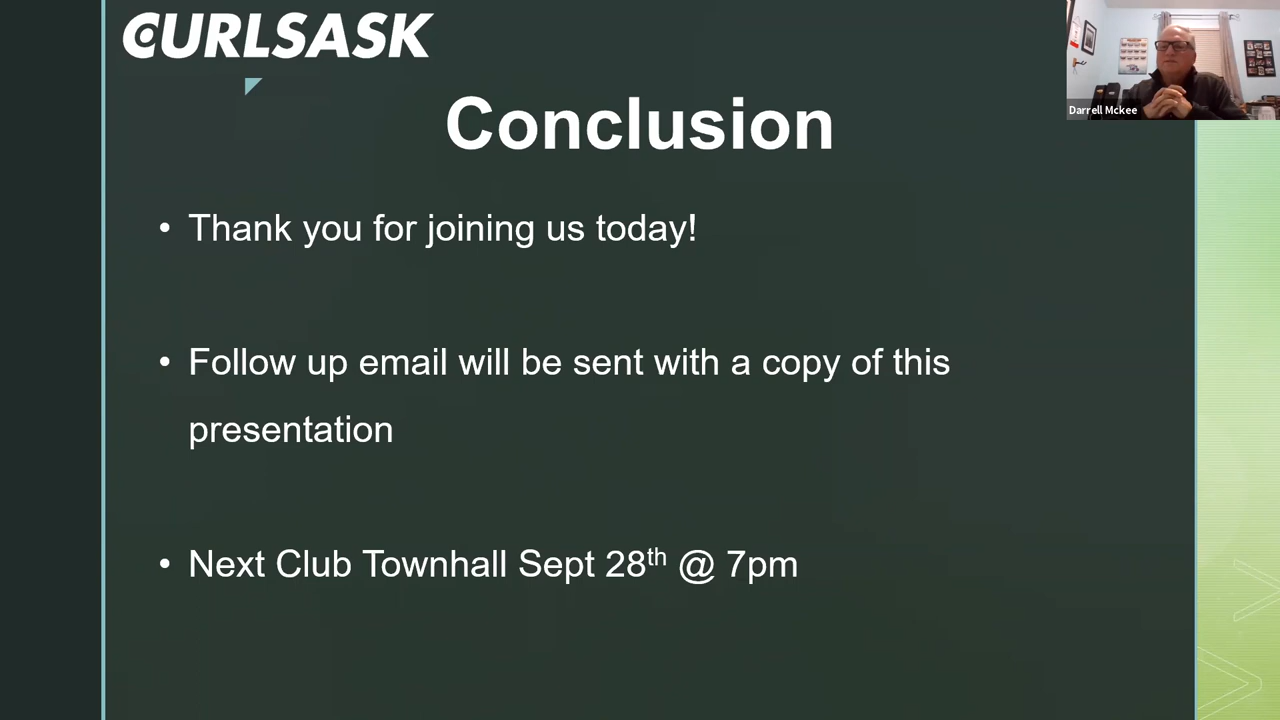 CURLSASK
Darrell Mckee
Conclusion
• Thank you for joining us today!
• Follow up email will be sent with a copy of this
presentation
• Next Club Townhall Sept 28th @ 7pm